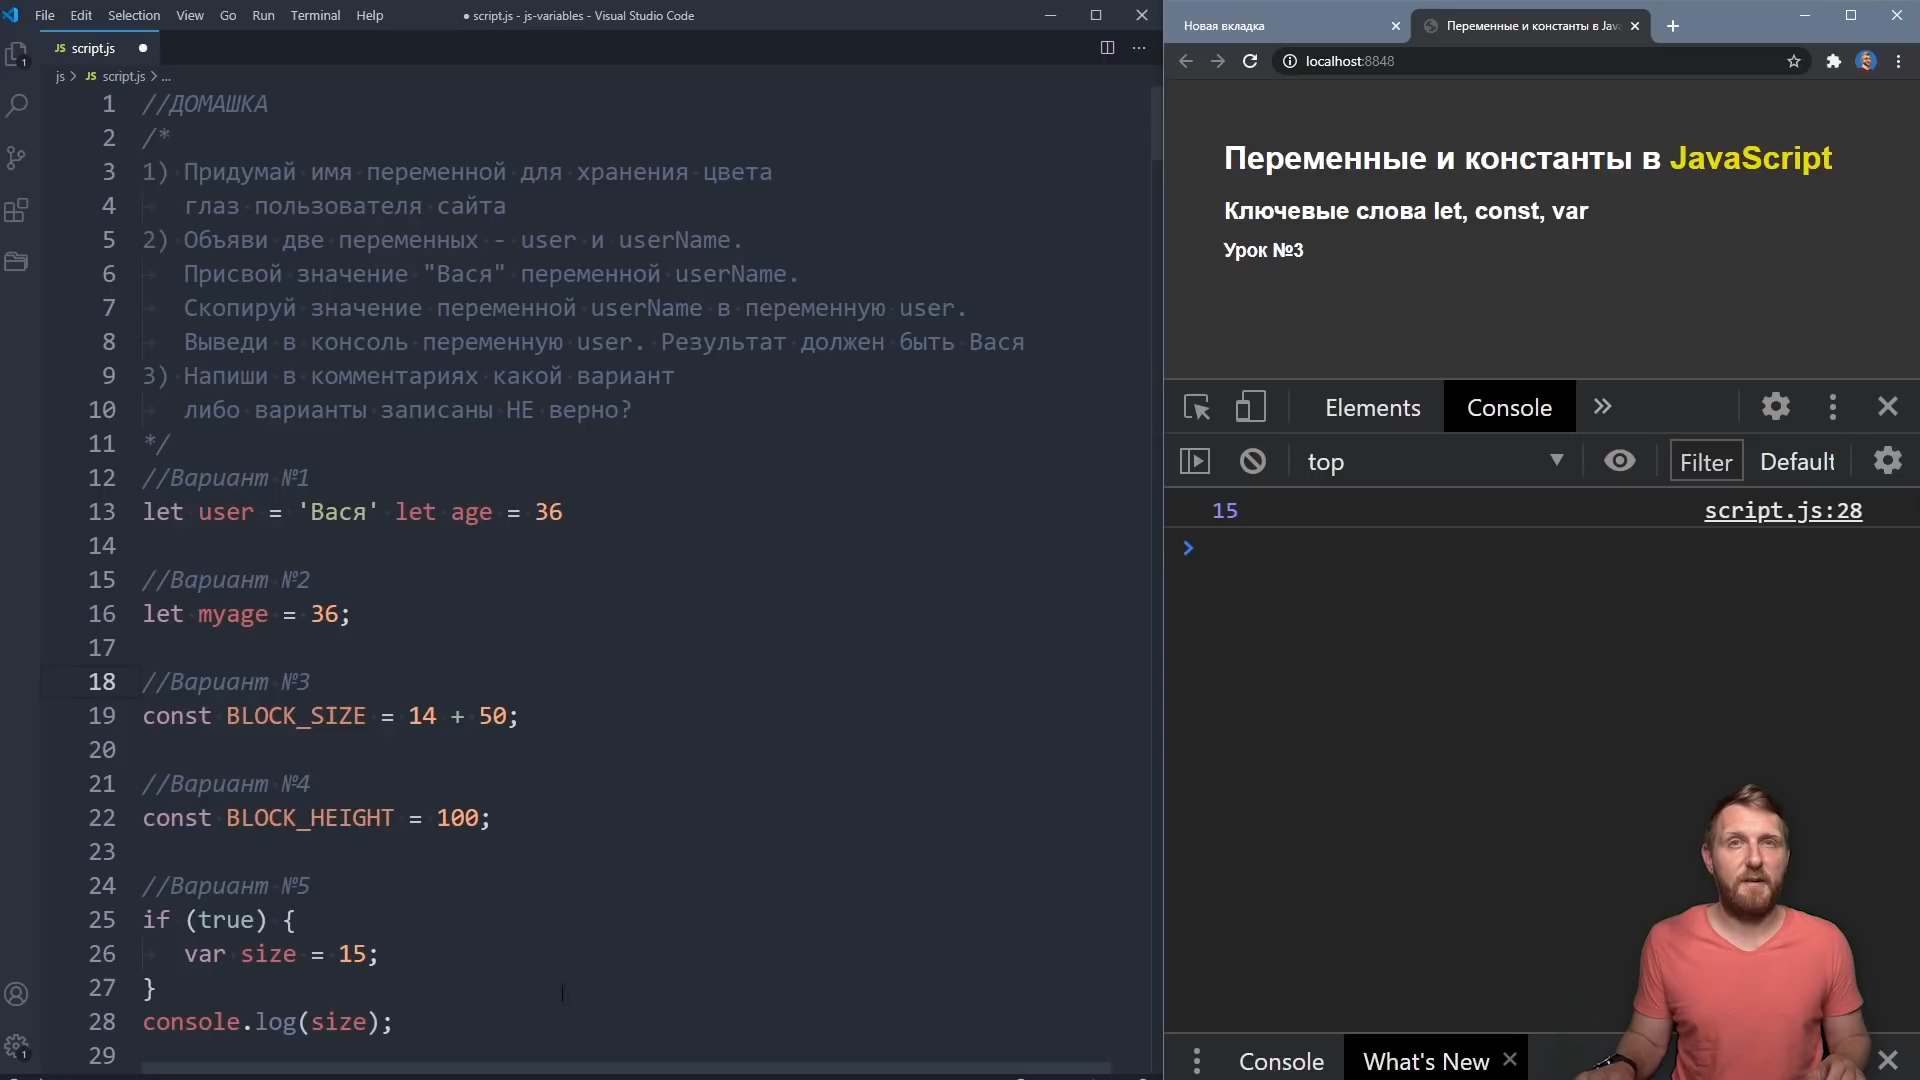 File Edit Selection View Go Run Terminal Help
● script.js - js-variables - Visual Studio Code
JS script.js
js > JS script.js > ...
1 //ДОМАШКА
2 /*
3 1) Придумай имя переменной для хранения цвета
4 глаз пользователя сайта
5 2) Объяви две переменных - user и userName.
6 Присвой значение "Вася" переменной userName.
7 Скопируй значение переменной userName в переменную user.
8 Выведи в консоль переменную user. Результат должен быть Вася
9 3) Напиши в комментариях какой вариант
10 либо варианты записаны НЕ верно?
11 */
12 //Вариант №1
13 let user = 'Вася' let age = 36
14
15 //Вариант №2
16 let myage = 36;
17
18 //Вариант №3
19 const BLOCK_SIZE = 14 + 50;
20
21 //Вариант №4
22 const BLOCK_HEIGHT = 100;
23
24 //Вариант №5
25 if (true) {
26 var size = 15;
27 }
28 console.log(size);
29
1
1
Новая вкладка
Переменные и константы в Jav
localhost:8848
Переменные и константы в JavaScript
Ключевые слова let, const, var
Урок №3
Elements Console
top Filter Default
15 script.js:28
Console What's New